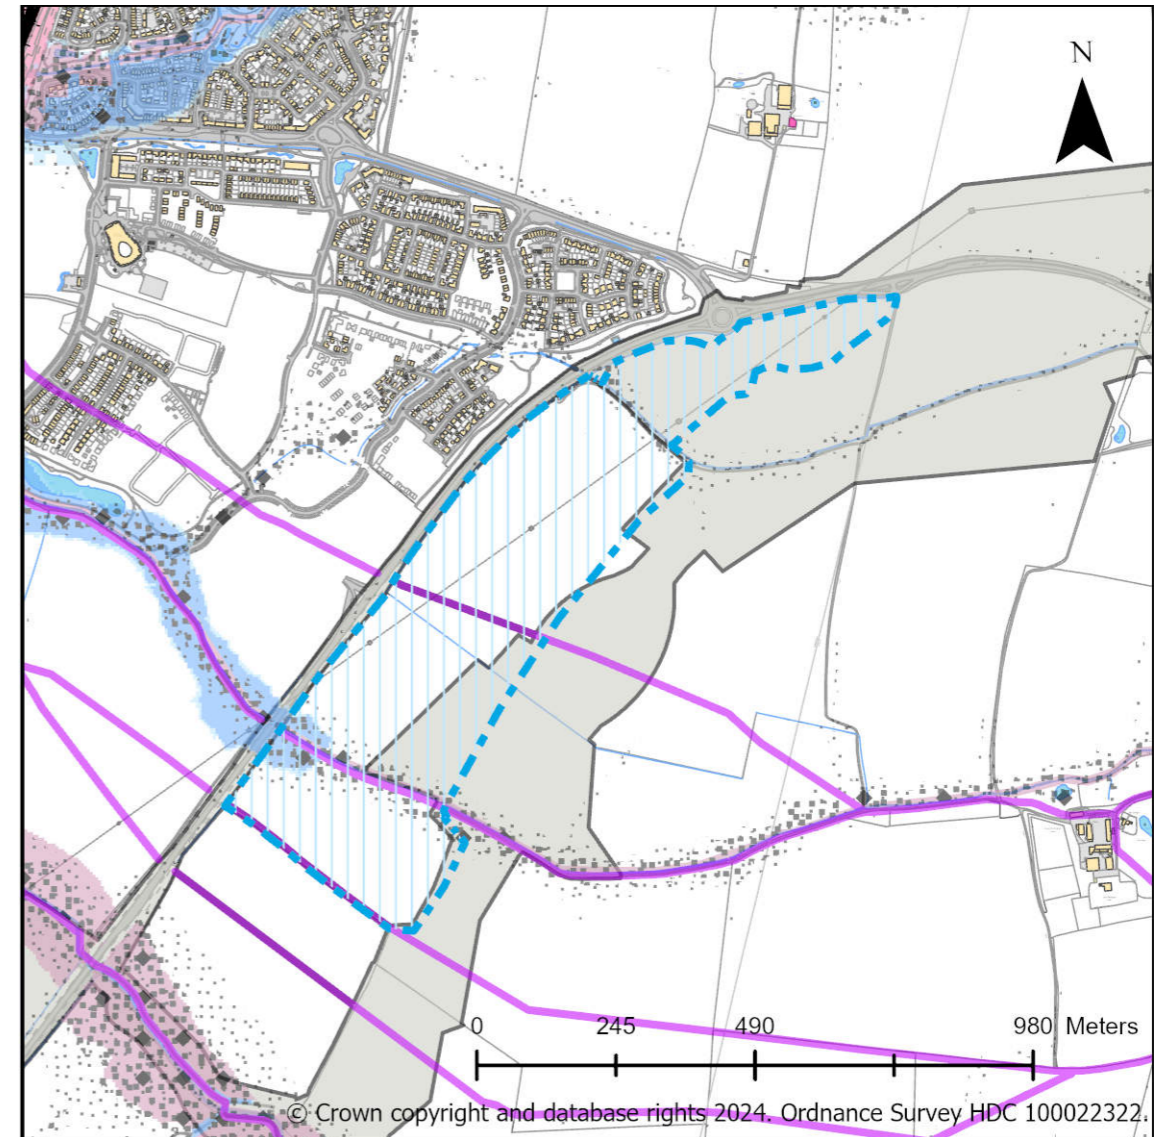 N
0 245 490 980 Meters
© Crown copyright and database rights 2024. Ordnance Survey HDC 100022322.